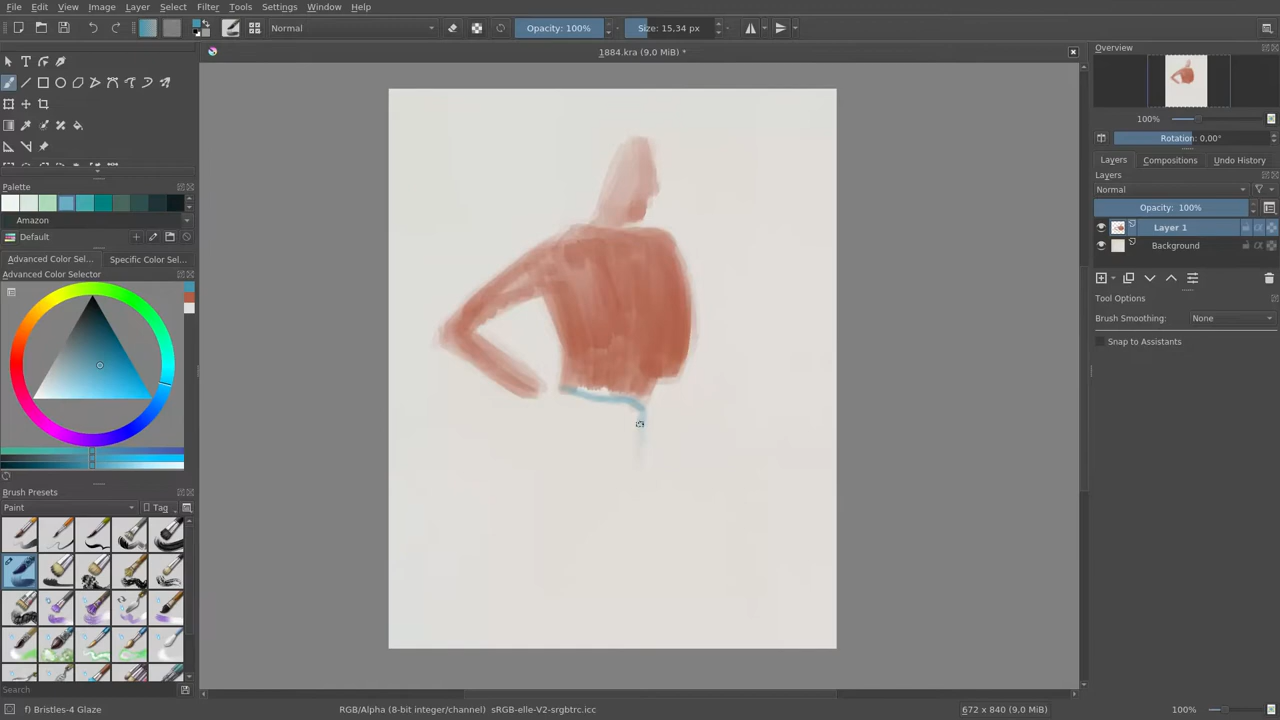 File Edit View Image Layer Select Filter Tools Settings Window Help
Normal Opacity: 100% Size: 15,34 px
1884.kra (9,0 MiB) *
Overview
100%
Rotation: 0,00°
Palette
Amazon
Default
Advanced Color Sel... Specific Color Sel...
Advanced Color Selector
Brush Presets
Paint Tag
Search
Layers Compositions Undo History
Layers
Normal
Opacity: 100%
Layer 1
Background
Tool Options
Brush Smoothing: None
Snap to Assistants
f) Bristles-4 Glaze RGB/Alpha (8-bit integer/channel) sRGB-elle-V2-srgbtrc.icc 672 x 840 (9,0 MiB) 100%